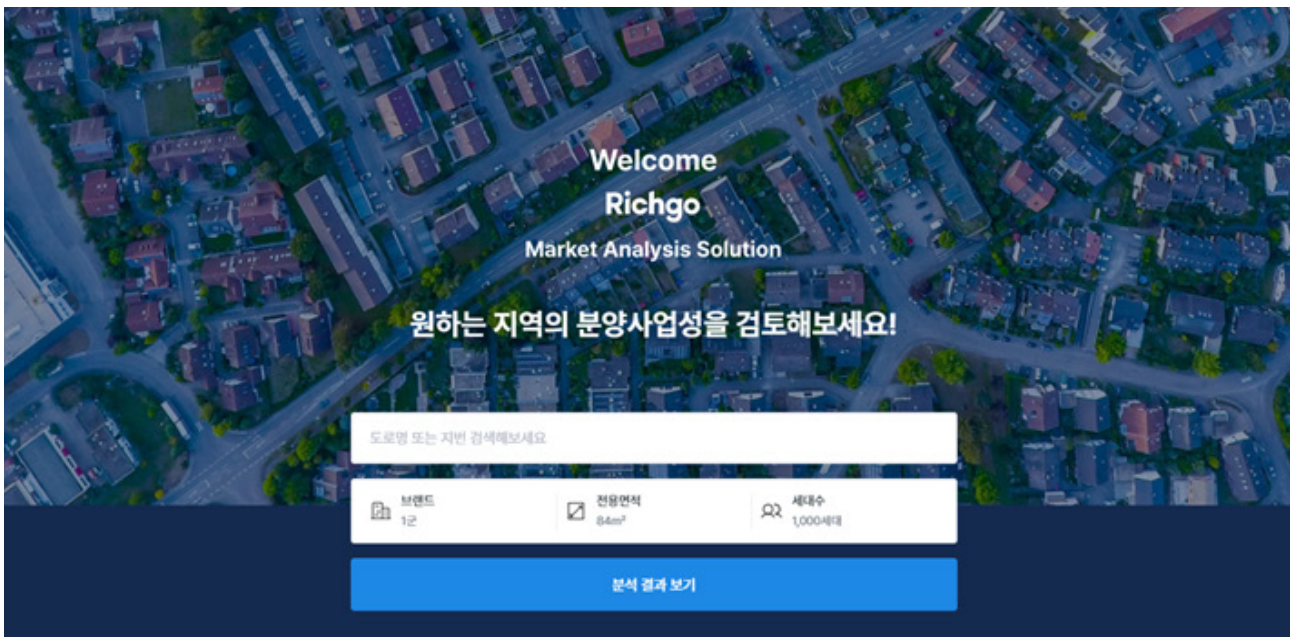 Welcome
Richgo
Market Analysis Solution
원하는 지역의 분양사업성을 검토해보세요!
도로명 또는 지번 검색해보세요
브랜드
1군
전용면적
84m²
세대수
1,000세대
분석 결과 보기